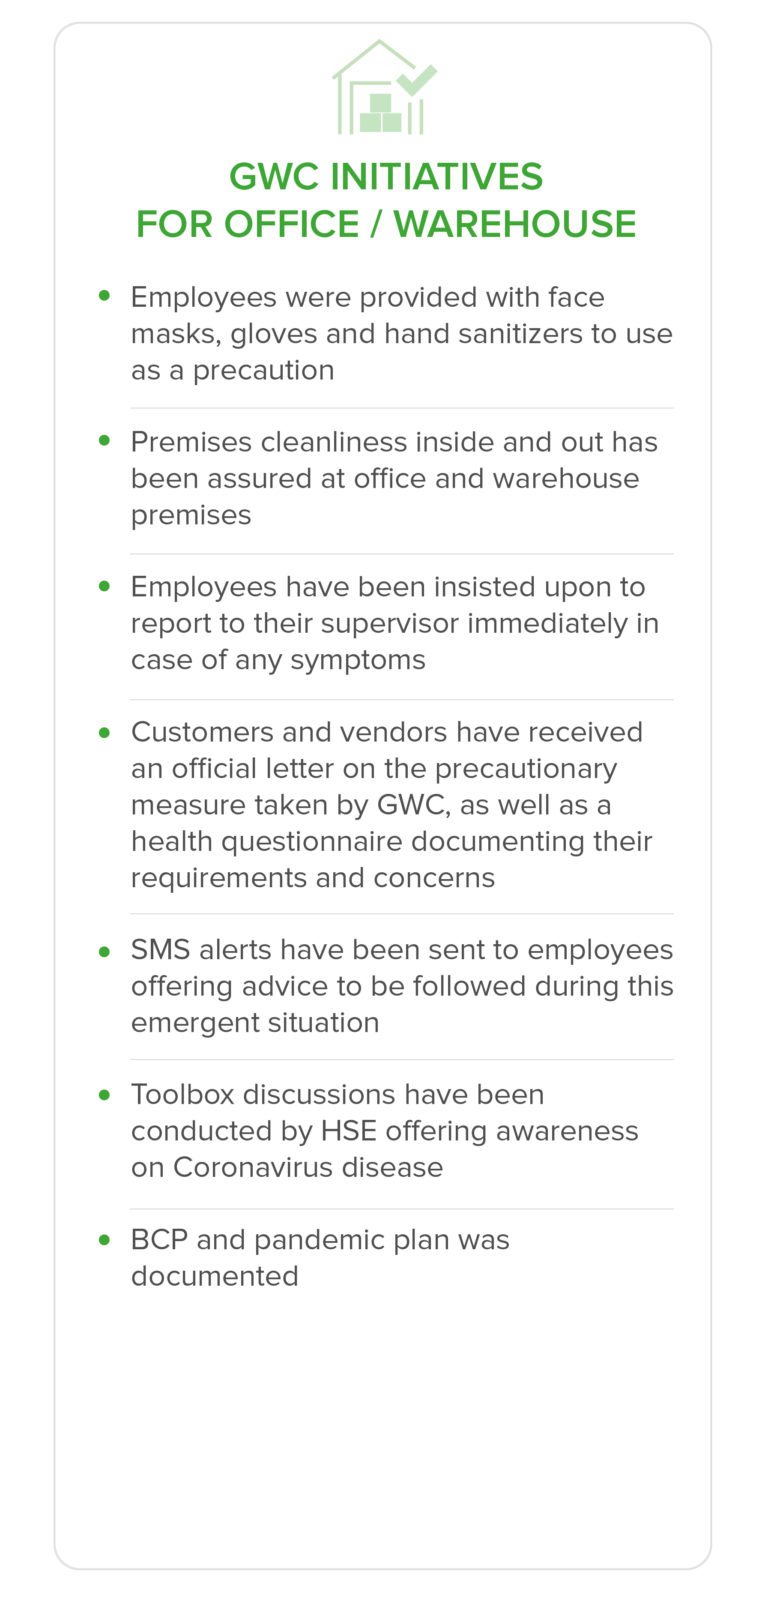 GWC INITIATIVES
FOR OFFICE / WAREHOUSE
• Employees were provided with face
masks, gloves and hand sanitizers to use
as a precaution
• Premises cleanliness inside and out has
been assured at office and warehouse
premises
• Employees have been insisted upon to
report to their supervisor immediately in
case of any symptoms
• Customers and vendors have received
an official letter on the precautionary
measure taken by GWC, as well as a
health questionnaire documenting their
requirements and concerns
• SMS alerts have been sent to employees
offering advice to be followed during this
emergent situation
• Toolbox discussions have been
conducted by HSE offering awareness
on Coronavirus disease
• BCP and pandemic plan was
documented